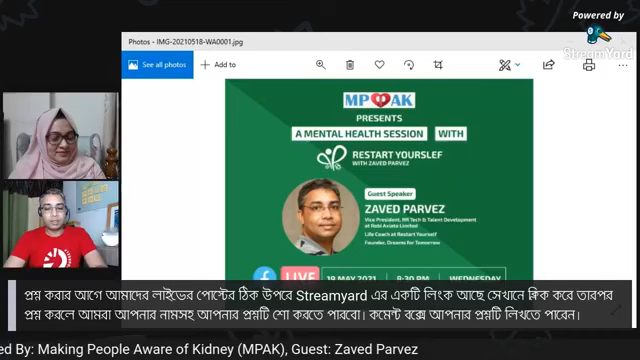 Powered by
StreamYard
Photos - IMG-20210518-WA0001.jpg
See all photos
Add to
MPAK
PRESENTS
A MENTAL HEALTH SESSION WITH
RESTART YOURSLEF
WITH ZAVED PARVEZ
Guest Speaker
ZAVED PARVEZ
Vice President, HR Tech & Talent Development
at Robi Axiata Limited
Life Coach at Restart Yourself
Founder, Dreams for Tomorrow
LIVE 19 MAY 2021 8:30 PM WEDNESDAY
প্রশ্ন করার আগে আমাদের লাইভের পোস্টের ঠিক উপরে Streamyard এর একটি লিংক আছে সেখানে ক্লিক করে তারপর
প্রশ্ন করলে আমরা আপনার নামসহ আপনার প্রশ্নটি শো করতে পারবো। কমেন্ট বক্সে আপনার প্রশ্নটি লিখতে পারেন।
ed By: Making People Aware of Kidney (MPAK), Guest: Zaved Parvez